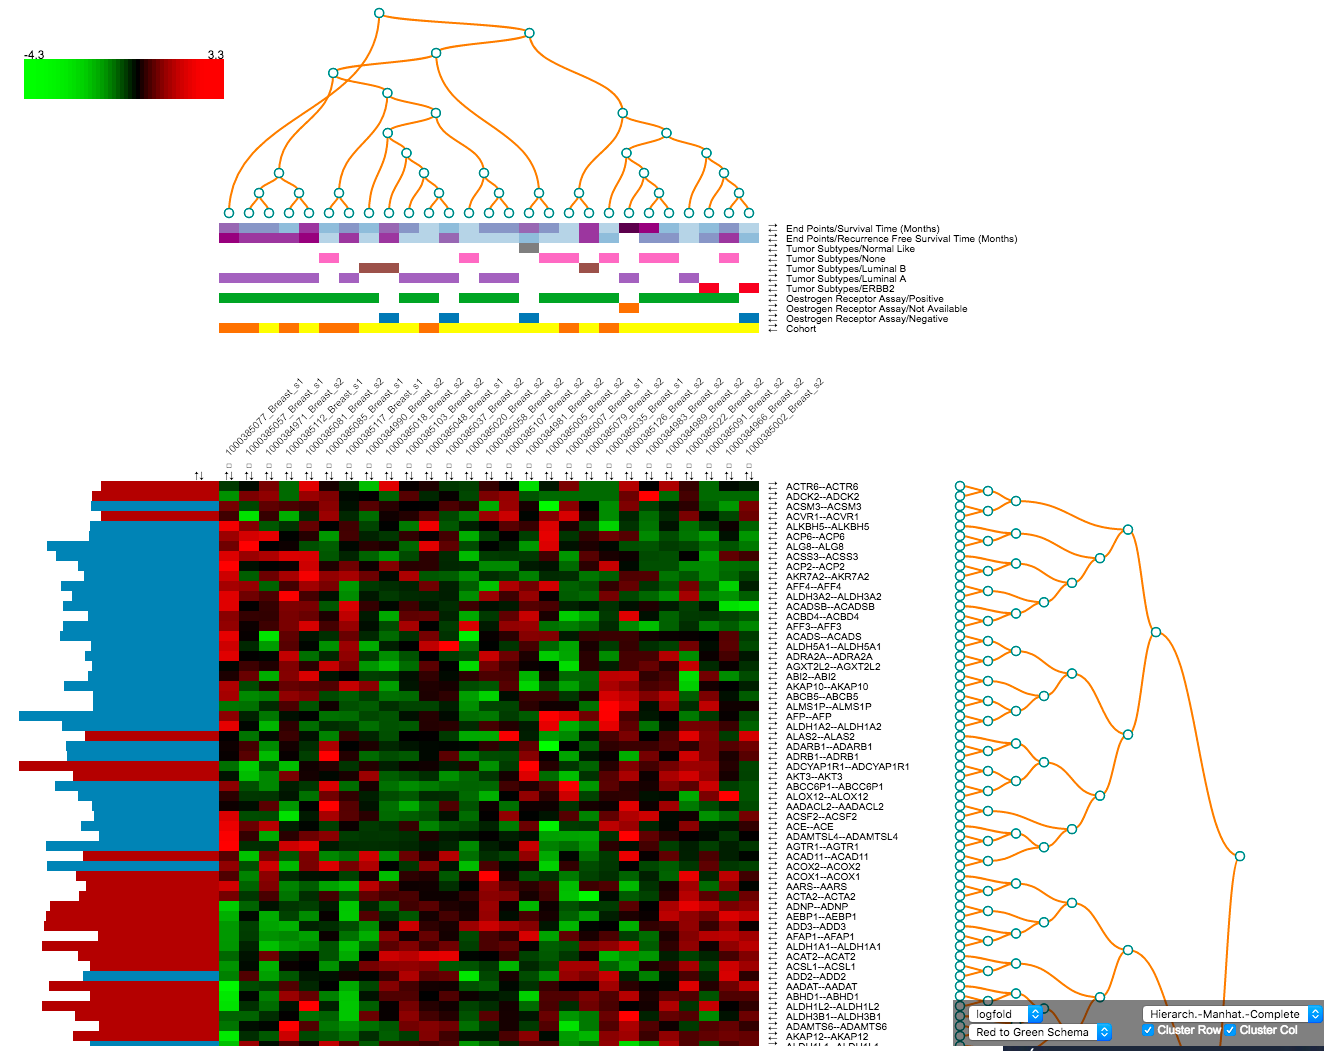 -4.3 3.3
End Points/Survival Time (Months)
End Points/Recurrence Free Survival Time (Months)
Tumor Subtypes/Normal Like
Tumor Subtypes/None
Tumor Subtypes/Luminal B
Tumor Subtypes/Luminal A
Tumor Subtypes/ERBB2
Oestrogen Receptor Assay/Positive
Oestrogen Receptor Assay/Not Available
Oestrogen Receptor Assay/Negative
Cohort
1000385077_Breast_s1
1000385057_Breast_s1
1000384971_Breast_s2
1000385112_Breast_s1
1000385081_Breast_s2
1000385085_Breast_s1
1000385117_Breast_s1
1000384990_Breast_s2
1000385018_Breast_s2
1000385103_Breast_s2
1000385048_Breast_s1
1000385037_Breast_s2
1000385020_Breast_s2
1000385058_Breast_s2
1000385107_Breast_s2
1000384981_Breast_s2
1000385005_Breast_s2
1000385007_Breast_s1
1000385079_Breast_s2
1000385035_Breast_s1
1000385126_Breast_s2
1000384983_Breast_s2
1000384989_Breast_s2
1000385022_Breast_s2
1000385091_Breast_s2
1000384966_Breast_s2
1000385002_Breast_s2
ACTR6--ACTR6
ADCK2--ADCK2
ACSM3--ACSM3
ACVR1--ACVR1
ALKBH5--ALKBH5
ACP6--ACP6
ALG8--ALG8
ACSS3--ACSS3
ACP2--ACP2
AKR7A2--AKR7A2
AFF4--AFF4
ALDH3A2--ALDH3A2
ACADSB--ACADSB
ACBD4--ACBD4
AFF3--AFF3
ACADS--ACADS
ALDH5A1--ALDH5A1
ADRA2A--ADRA2A
AGXT2L2--AGXT2L2
ABI2--ABI2
AKAP10--AKAP10
ABCB5--ABCB5
ALMS1P--ALMS1P
AFP--AFP
ALDH1A2--ALDH1A2
ALAS2--ALAS2
ADARB1--ADARB1
ADRB1--ADRB1
ADCYAP1R1--ADCYAP1R1
AKT3--AKT3
ABCC6P1--ABCC6P1
ALOX12--ALOX12
AADACL2--AADACL2
ACSF2--ACSF2
ACE--ACE
ADAMTSL4--ADAMTSL4
AGTR1--AGTR1
ACAD11--ACAD11
ACOX2--ACOX2
ACOX1--ACOX1
AARS--AARS
ACTA2--ACTA2
ADNP--ADNP
AEBP1--AEBP1
ADD3--ADD3
AFAP1--AFAP1
ALDH1A1--ALDH1A1
ACAT2--ACAT2
ACSL1--ACSL1
ADD2--ADD2
AADAT--AADAT
ABHD1--ABHD1
ALDH1L2--ALDH1L2
ALDH3B1--ALDH3B1
ADAMTS6--ADAMTS6
AKAP12--AKAP12
ALDH1L1--ALDH1L1
logfold Hierarch.-Manhat.-Complete
Red to Green Schema Cluster Row Cluster Col